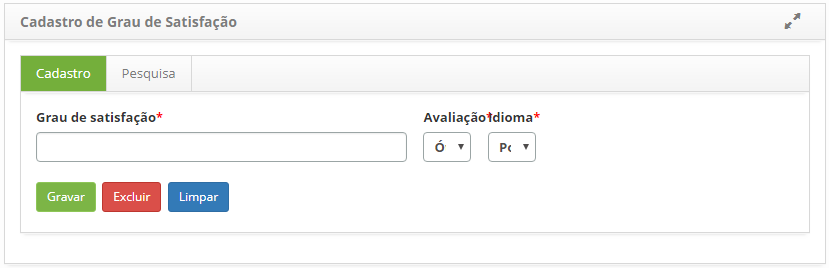 Cadastro de Grau de Satisfação
Cadastro Pesquisa
Grau de satisfação* Avaliação* Idioma*
Ó Po
Gravar Excluir Limpar